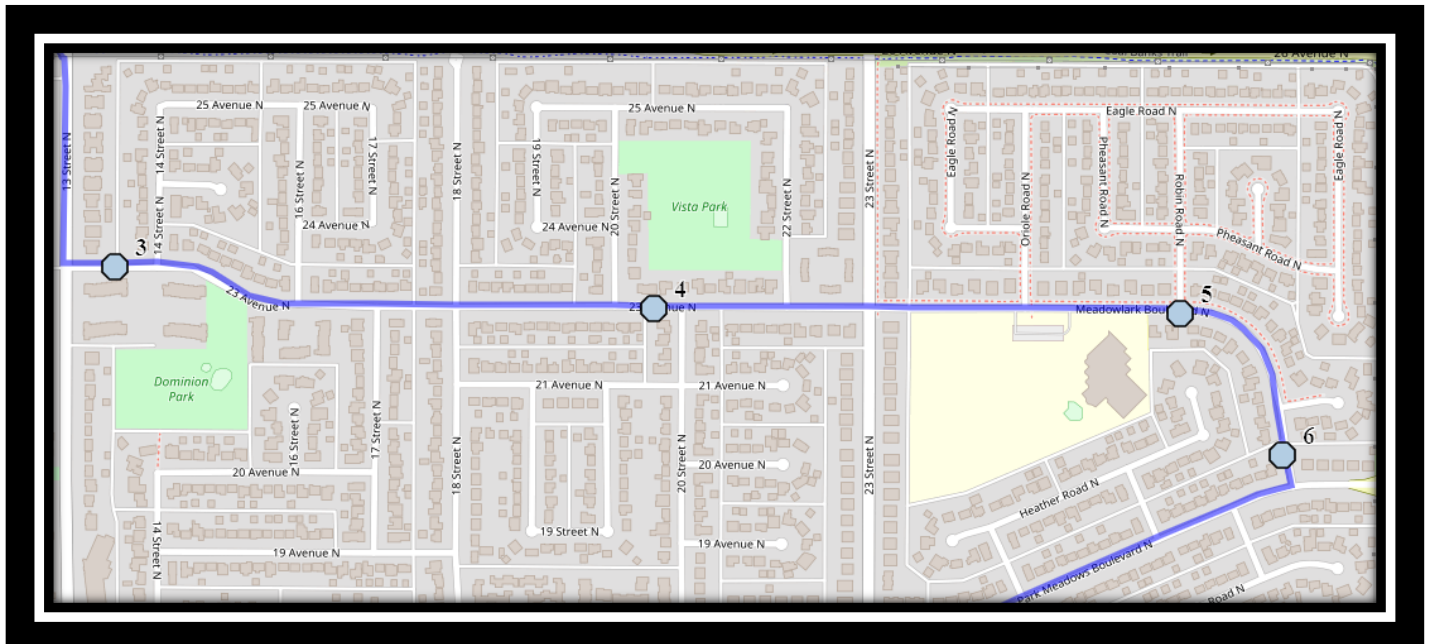 26 Avenue N
25 Avenue N
25 Avenue N
25 Avenue N
Eagle Road N
13 Street N
14 Street N
17 Street N
18 Street N
19 Street N
23 Street N
Eagle Road N
Pheasant Road N
Eagle Road N
16 Street N
20 Street N
Vista Park
22 Street N
Oriole Road N
Robin Road N
14 Street N
24 Avenue N
24 Avenue N
Pheasant Road N
3
4
5
23 Avenue N
Meadowlark
Dominion
Park
21 Avenue N
21 Avenue N
16 Street N
17 Street N
18 Street N
20 Street N
23 Street N
6
20 Avenue N
20 Avenue N
Heather Road N
14 Street N
19 Street N
19 Avenue N
19 Avenue N
Park Meadows Boulevard N
Road N